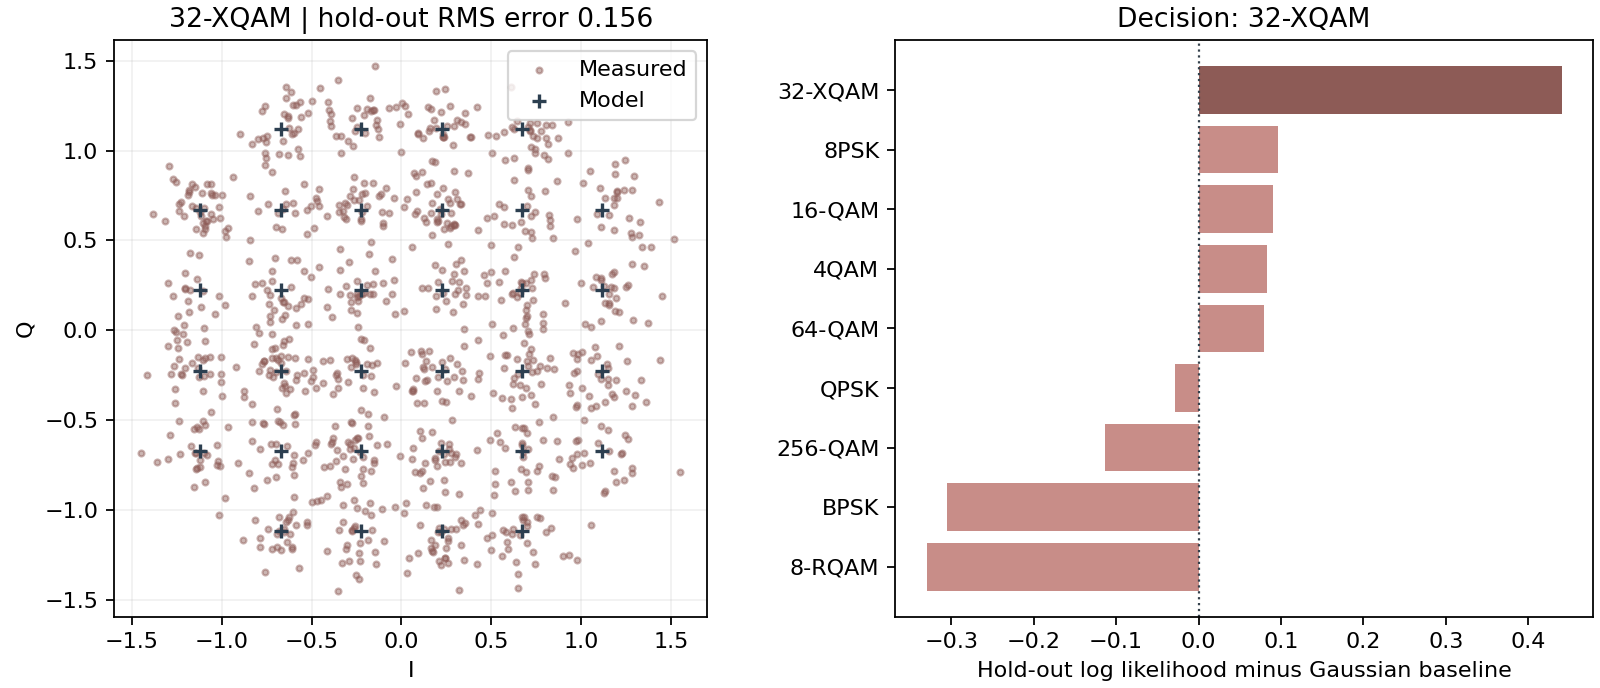 32-XQAM | hold-out RMS error 0.156
Measured
Model
1.5
1.0
0.5
0.0
−0.5
−1.0
−1.5
Q
−1.5
−1.0
−0.5
0.0
0.5
1.0
1.5
I
Decision: 32-XQAM
32-XQAM
8PSK
16-QAM
4QAM
64-QAM
QPSK
256-QAM
BPSK
8-RQAM
−0.3
−0.2
−0.1
0.0
0.1
0.2
0.3
0.4
Hold-out log likelihood minus Gaussian baseline